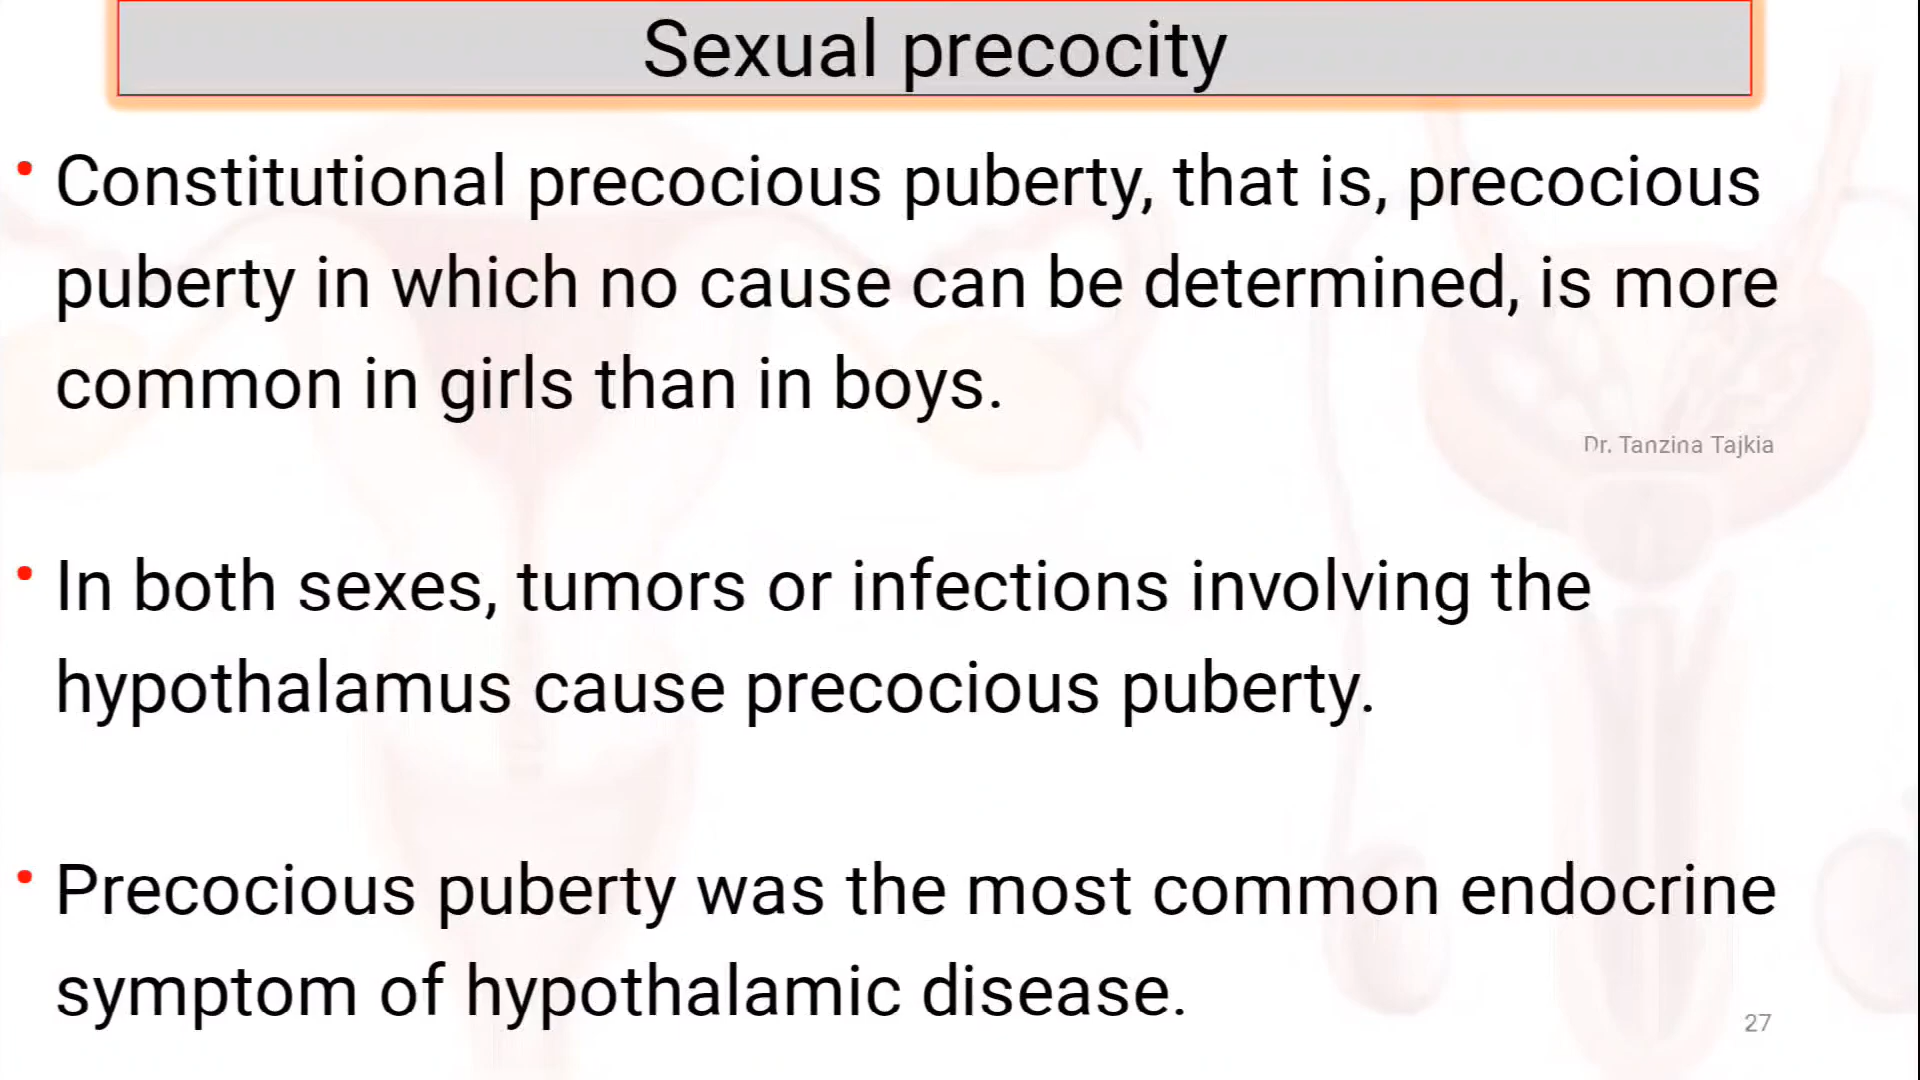 Sexual precocity
• Constitutional precocious puberty, that is, precocious
puberty in which no cause can be determined, is more
common in girls than in boys.
Dr. Tanzina Tajkia
• In both sexes, tumors or infections involving the
hypothalamus cause precocious puberty.
• Precocious puberty was the most common endocrine
symptom of hypothalamic disease.
27